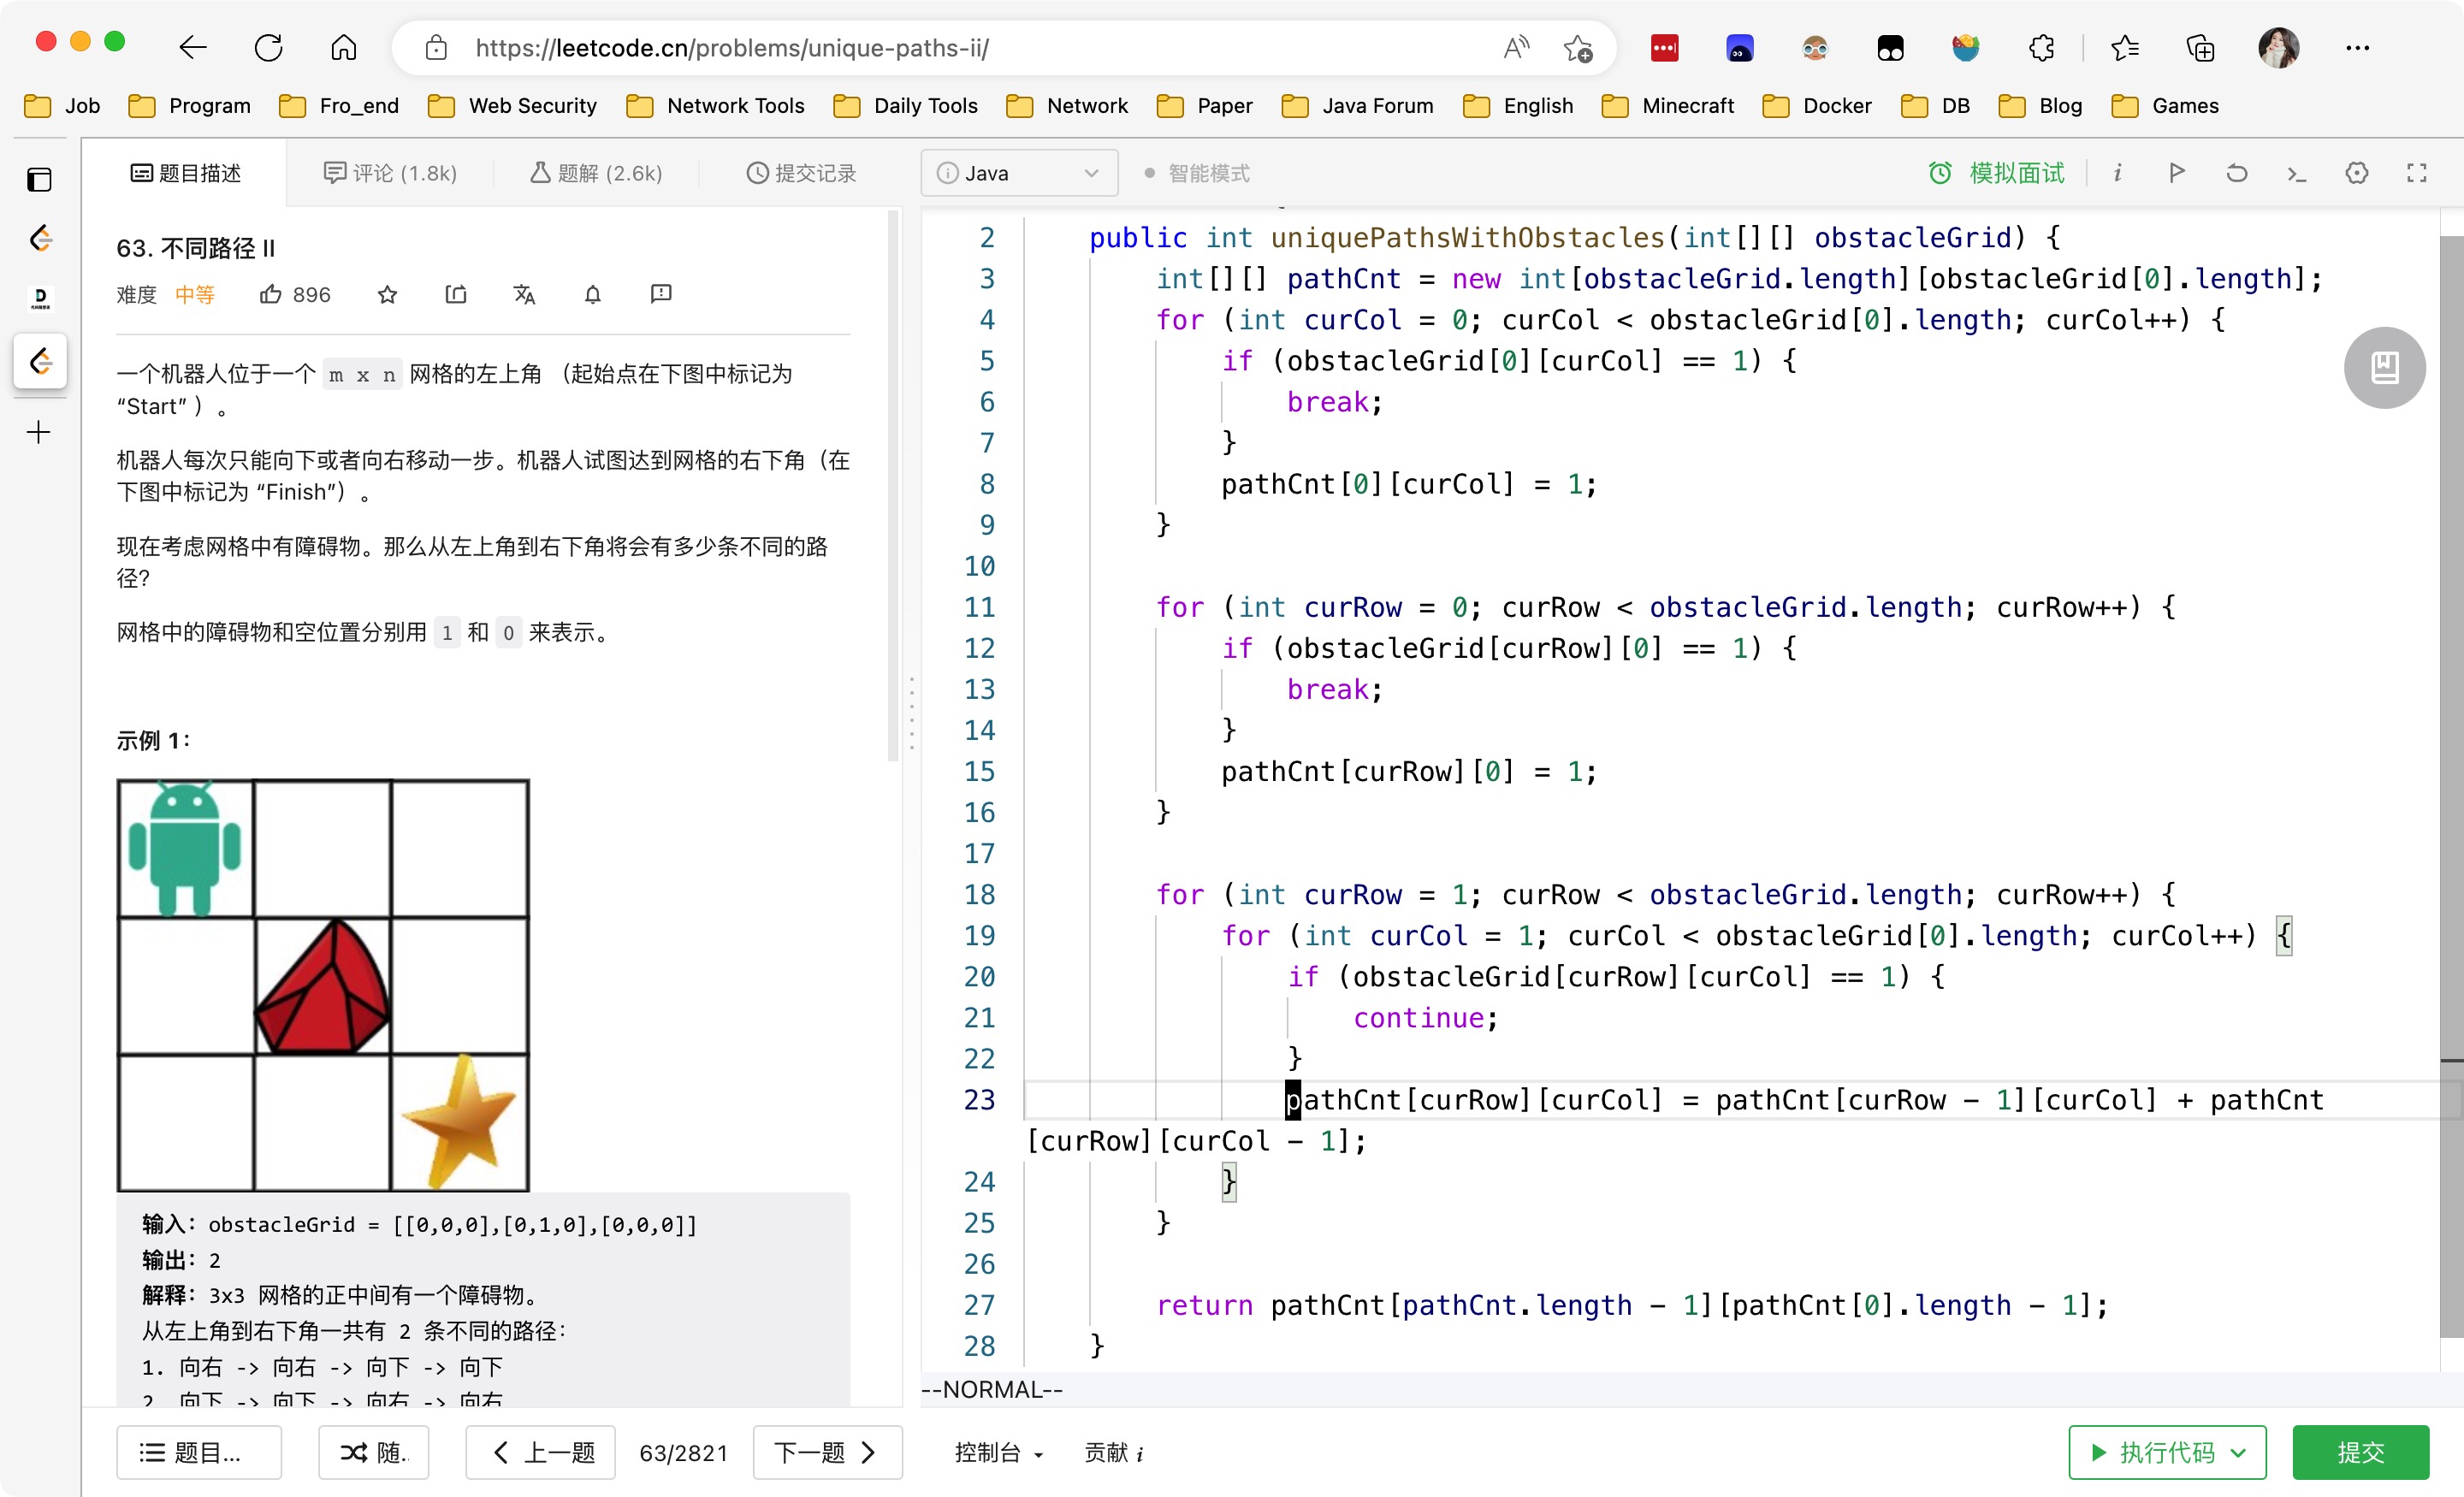 https://leetcode.cn/problems/unique-paths-ii/
Job Program Fro_end Web Security Network Tools Daily Tools Network Paper Java Forum English Minecraft Docker DB Blog Games
题目描述 评论 (1.8k) 题解 (2.6k) 提交记录
63. 不同路径 II
难度 中等 896
一个机器人位于一个 m x n 网格的左上角 （起始点在下图中标记为
“Start” ）。
机器人每次只能向下或者向右移动一步。机器人试图达到网格的右下角（在
下图中标记为 “Finish”）。
现在考虑网格中有障碍物。那么从左上角到右下角将会有多少条不同的路
径？
网格中的障碍物和空位置分别用 1 和 0 来表示。
示例 1：
输入：obstacleGrid = [[0,0,0],[0,1,0],[0,0,0]]
输出：2
解释：3x3 网格的正中间有一个障碍物。
从左上角到右下角一共有 2 条不同的路径：
1. 向右 -> 向右 -> 向下 -> 向下
2. 向下 -> 向下 -> 向右 -> 向右
题目... 随. 上一题 63/2821 下一题
Java 智能模式 模拟面试
2 public int uniquePathsWithObstacles(int[][] obstacleGrid) {
3 int[][] pathCnt = new int[obstacleGrid.length][obstacleGrid[0].length];
4 for (int curCol = 0; curCol < obstacleGrid[0].length; curCol++) {
5 if (obstacleGrid[0][curCol] == 1) {
6 break;
7 }
8 pathCnt[0][curCol] = 1;
9 }
10
11 for (int curRow = 0; curRow < obstacleGrid.length; curRow++) {
12 if (obstacleGrid[curRow][0] == 1) {
13 break;
14 }
15 pathCnt[curRow][0] = 1;
16 }
17
18 for (int curRow = 1; curRow < obstacleGrid.length; curRow++) {
19 for (int curCol = 1; curCol < obstacleGrid[0].length; curCol++) {
20 if (obstacleGrid[curRow][curCol] == 1) {
21 continue;
22 }
23 pathCnt[curRow][curCol] = pathCnt[curRow - 1][curCol] + pathCnt
[curRow][curCol - 1];
24 }
25 }
26
27 return pathCnt[pathCnt.length - 1][pathCnt[0].length - 1];
28 }
--NORMAL--
控制台 贡献 i 执行代码 提交